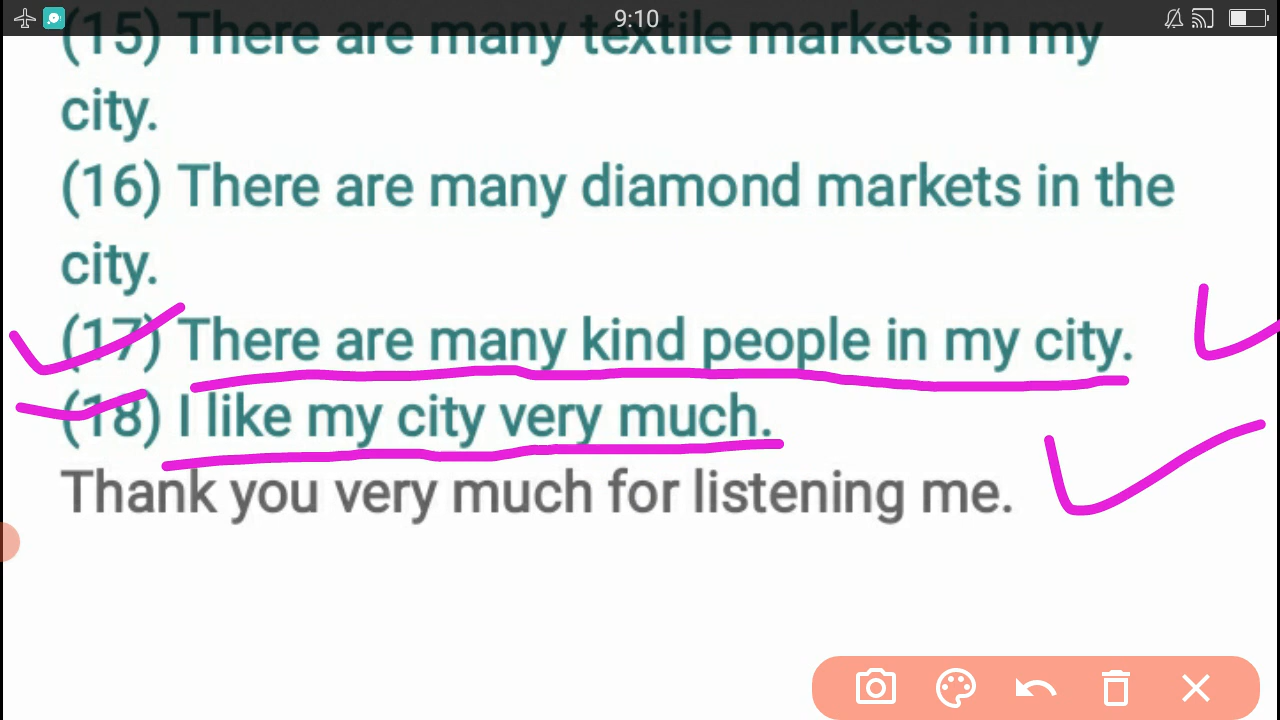 9:10
(15) There are many textile markets in my
city.
(16) There are many diamond markets in the
city.
(17) There are many kind people in my city.
(18) I like my city very much.
Thank you very much for listening me.